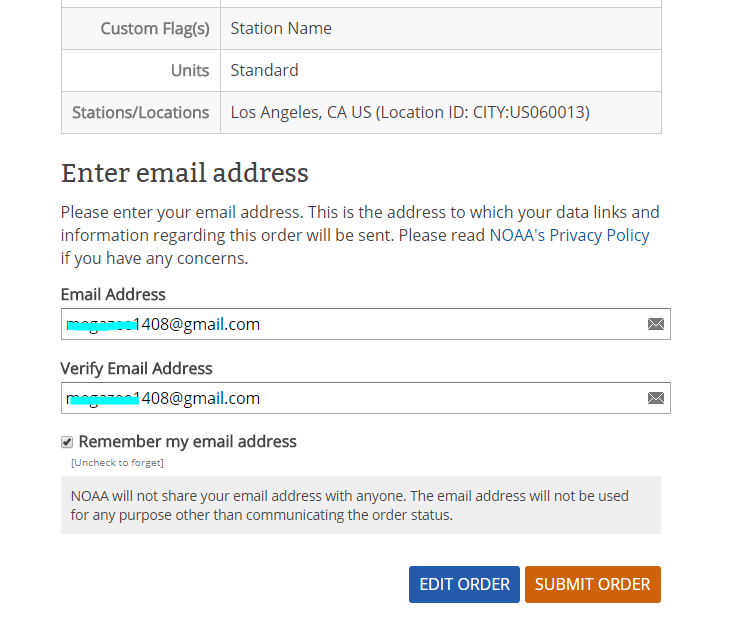 Custom Flag(s) Station Name
Units Standard
Stations/Locations Los Angeles, CA US (Location ID: CITY:US060013)
Enter email address
Please enter your email address. This is the address to which your data links and
information regarding this order will be sent. Please read NOAA's Privacy Policy
if you have any concerns.
Email Address
1408@gmail.com
Verify Email Address
1408@gmail.com
Remember my email address
[Uncheck to forget]
NOAA will not share your email address with anyone. The email address will not be used
for any purpose other than communicating the order status.
EDIT ORDER SUBMIT ORDER